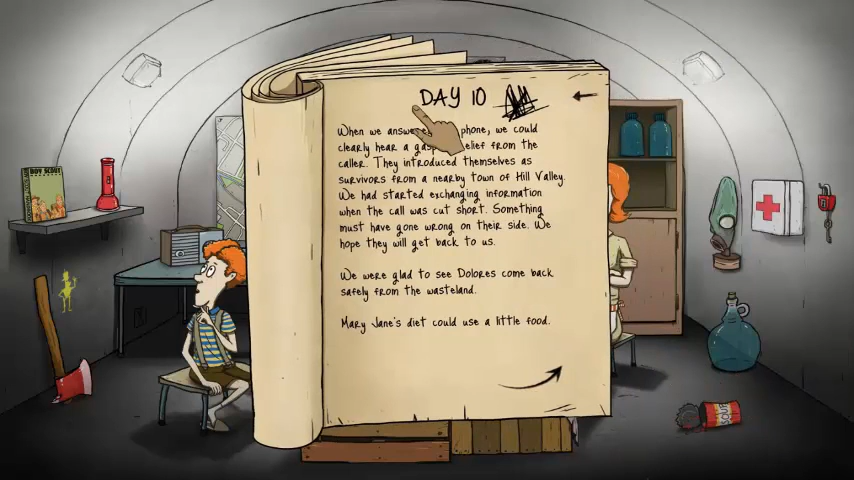 DAY 10
When we answe phone, we could
clearly hear a gas elief from the
caller. They introduced themselves as
survivors from a nearby town of Hill Valley.
We had started exchanging information
when the call was cut short. Something
must have gone wrong on their side. We
hope they will get back to us.
We were glad to see Dolores come back
safely from the wasteland.
Mary Jane's diet could use a little food.
BOY SCOUT
SOUP